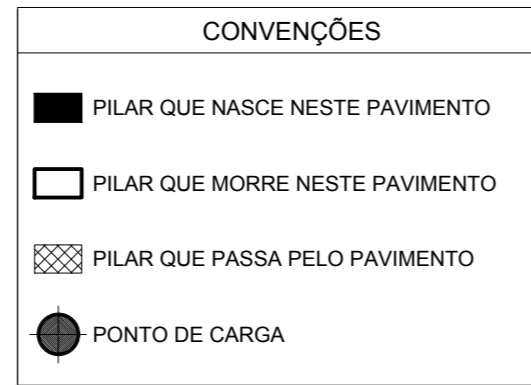 CONVENÇÕES
PILAR QUE NASCE NESTE PAVIMENTO
PILAR QUE MORRE NESTE PAVIMENTO
PILAR QUE PASSA PELO PAVIMENTO
PONTO DE CARGA